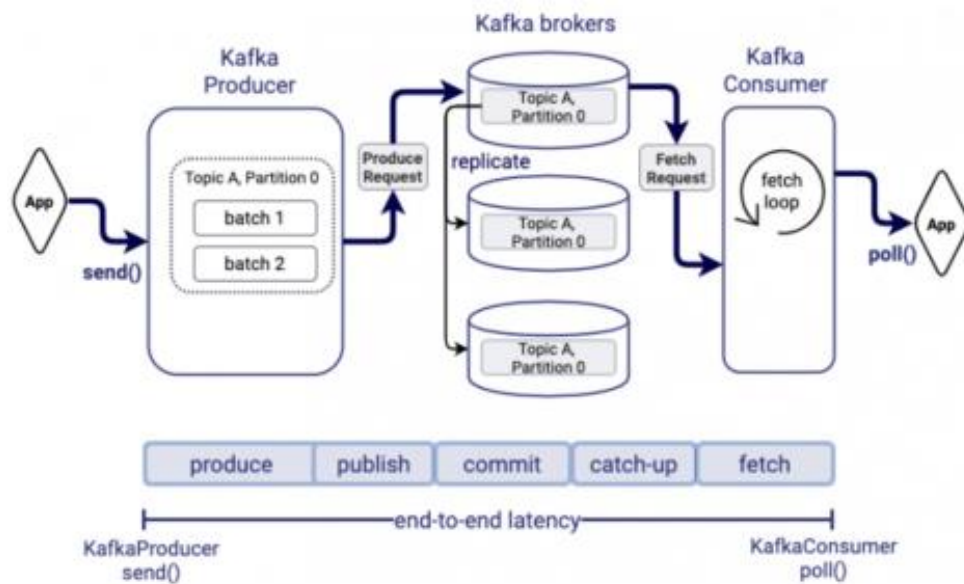 Kafka brokers
Kafka
Producer
Kafka
Consumer
Topic A,
Partition 0
Produce
Request
replicate
Fetch
Request
Topic A, Partition 0
batch 1
batch 2
App
send()
fetch
loop
App
poll()
Topic A,
Partition 0
Topic A,
Partition 0
produce
publish
commit
catch-up
fetch
end-to-end latency
KafkaProducer
send()
KafkaConsumer
poll()